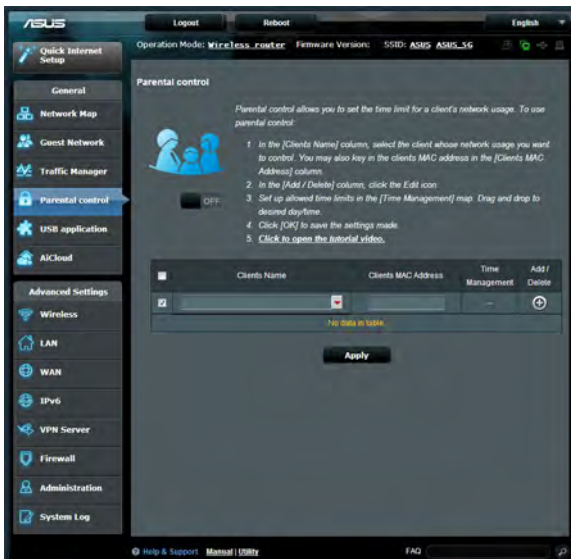 ASUS
Logout
Reboot
English
Quick Internet
Setup
Operation Mode: Wireless router Firmware Version: SSID: ASUS ASUS_5G
General
Network Map
Guest Network
Traffic Manager
Parental control
USB application
AiCloud
Advanced Settings
Wireless
LAN
WAN
IPv6
VPN Server
Firewall
Administration
System Log
Parental control
Parental control allows you to set the time limit for a client's network usage. To use
parental control:
1. In the [Clients Name] column, select the client whose network usage you want
to control. You may also key in the clients MAC address in the [Clients MAC
Address] column.
2. In the [Add / Delete] column, click the Edit icon.
3. Set up allowed time limits in the [Time Management] map. Drag and drop to
desired day/time.
4. Click [OK] to save the settings made.
5. Click to open the tutorial video.
OFF
Clients Name
Clients MAC Address
Time
Management
Add /
Delete
--
No data in table.
Apply
Help & Support Manual | Utility
FAQ